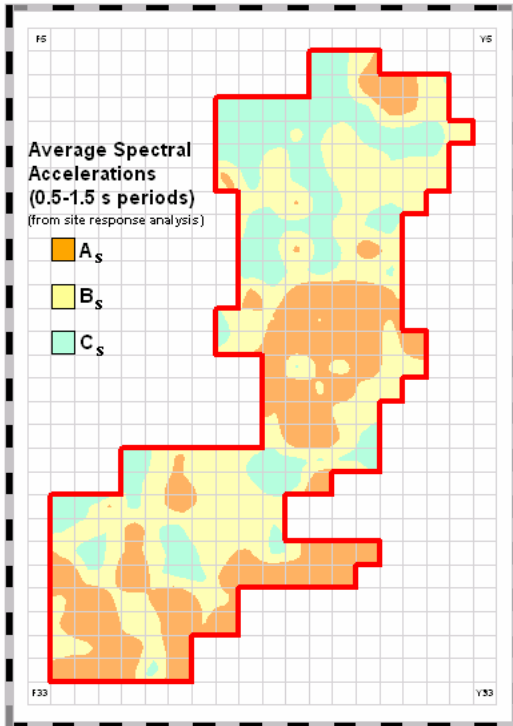 F5 Y5
Average Spectral
Accelerations
(0.5-1.5 s periods)
(from site response analysis)
As
Bs
Cs
F33 Y33